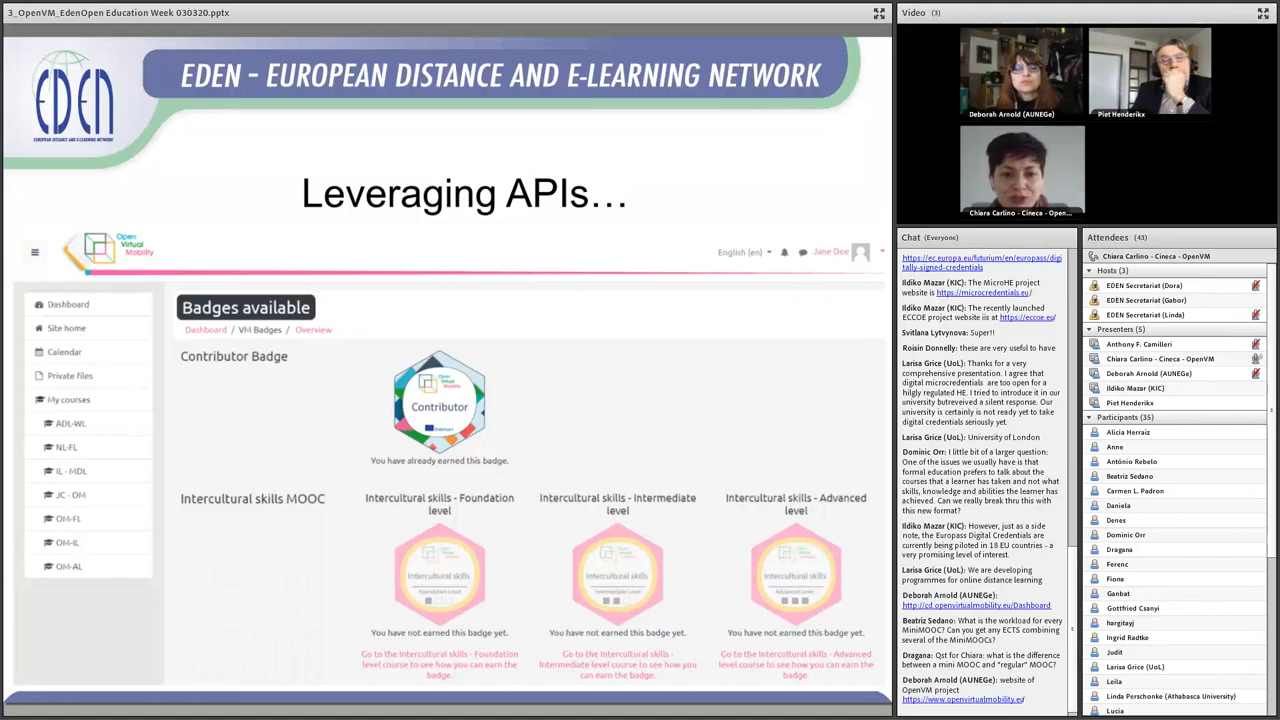 3_OpenVM_EdenOpen Education Week 030320.pptx
EDEN
EUROPEAN DISTANCE AND E-LEARNING NETWORK
EDEN - EUROPEAN DISTANCE AND E-LEARNING NETWORK
Leveraging APIs…
Open
Virtual
Mobility
English (en)
Jane Doe
Dashboard
Site home
Calendar
Private files
My courses
ADL-WL
NL-FL
IL - MDL
JC - OM
OM-FL
OM-IL
OM-AL
Badges available
Dashboard / VM Badges / Overview
Contributor Badge
Contributor
You have already earned this badge.
Intercultural skills MOOC
Intercultural skills - Foundation
level
Intercultural skills
Foundation Level
You have not earned this badge yet.
Go to the Intercultural skills - Foundation
level course to see how you can earn the
badge.
Intercultural skills - Intermediate
level
Intercultural skills
Intermediate Level
You have not earned this badge yet.
Go to the Intercultural skills -
Intermediate level course to see how you
can earn the badge.
Intercultural skills - Advanced
level
Intercultural skills
Advanced Level
You have not earned this badge yet.
Go to the Intercultural skills - Advanced
level course to see how you can earn the
badge.
Video (3)
Deborah Arnold (AUNEGe)
Piet Henderikx
Chiara Carlino - Cineca - Open...
Chat (Everyone)
https://ec.europa.eu/futurium/en/europass/digi
tally-signed-credentials
Ildiko Mazar (KIC): The MicroHE project
website is https://microcredentials.eu/
Ildiko Mazar (KIC): The recently launched
ECCOE project website iis at https://eccoe.eu/
Svitlana Lytvynova: Super!!
Roisin Donnelly: these are very useful to have
Larisa Grice (UoL): Thanks for a very
comprehensive presentation. I agree that
digital microcredentials are too open for a
hilgly regulated HE. I tried to introduce it in our
university butreveived a silent response. Our
university is certainly is not ready yet to take
digital credentials seriously yet.
Larisa Grice (UoL): University of London
Dominic Orr: I little bit of a larger question:
One of the issues we usually have is that
formal education prefers to talk about the
courses that a learner has taken and not what
skills, knowledge and abilities the learner has
achieved. Can we really break thru this with
this new format?
Ildiko Mazar (KIC): However, just as a side
note, the Europass Digital Credentials are
currently being piloted in 18 EU countries - a
very promising level of interest.
Larisa Grice (UoL): We are developing
programmes for online distance learning
Deborah Arnold (AUNEGe):
http://cd.openvirtualmobility.eu/Dashboard
Beatriz Sedano: What is the workload for every
MiniMOOC? Can you get any ECTS combining
several of the MiniMOOCs?
Dragana: Qst for Chiara: what is the difference
between a mini MOOC and "regular" MOOC?
Deborah Arnold (AUNEGe): website of
OpenVM project
https://www.openvirtualmobility.eu/
Attendees (43)
Chiara Carlino - Cineca - OpenVM
Hosts (3)
EDEN Secretariat (Dora)
EDEN Secretariat (Gabor)
EDEN Secretariat (Linda)
Presenters (5)
Anthony F. Camilleri
Chiara Carlino - Cineca - OpenVM
Deborah Arnold (AUNEGe)
Ildiko Mazar (KIC)
Piet Henderikx
Participants (35)
Alicia Herraiz
Anne
António Rebelo
Beatriz Sedano
Carmen L. Padron
Daniela
Denes
Dominic Orr
Dragana
Ferenc
Fiona
Ganbat
Gottfried Csanyi
hargitayj
Ingrid Radtke
Judit
Larisa Grice (UoL)
Leila
Linda Perschonke (Athabasca University)
Lucia